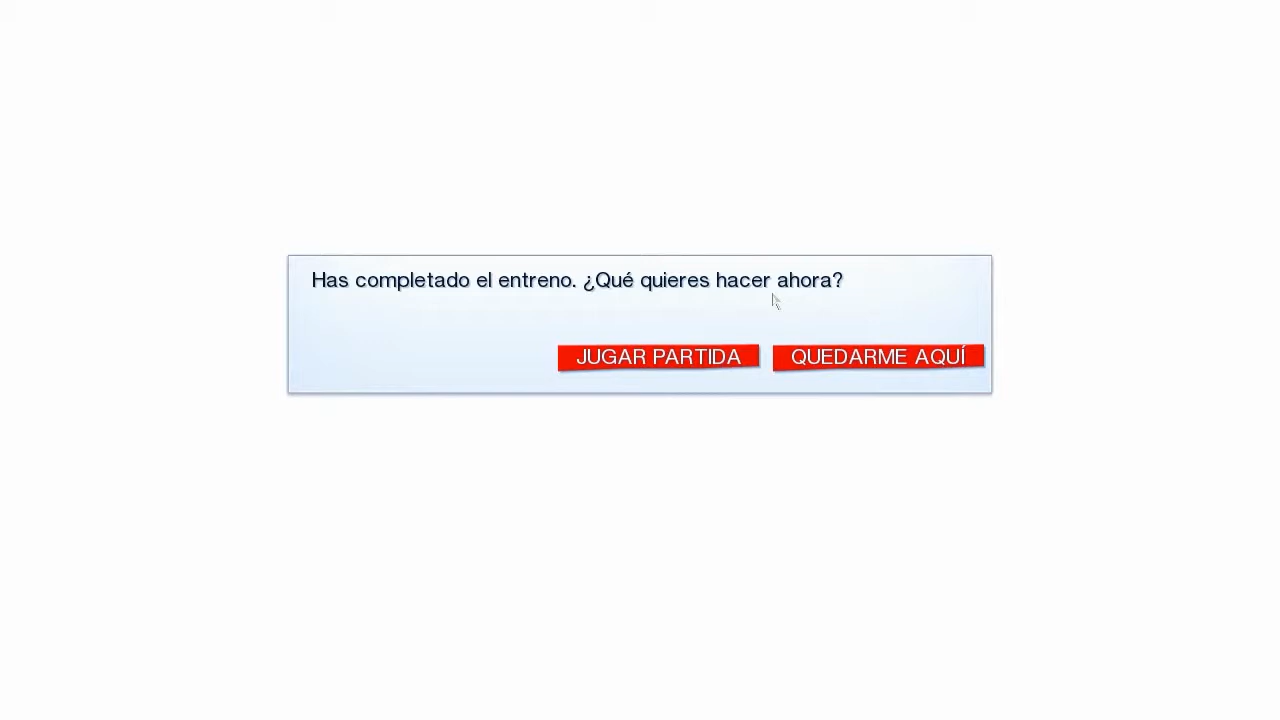 Has completado el entreno. ¿Qué quieres hacer ahora?
JUGAR PARTIDA QUEDARME AQUÍ